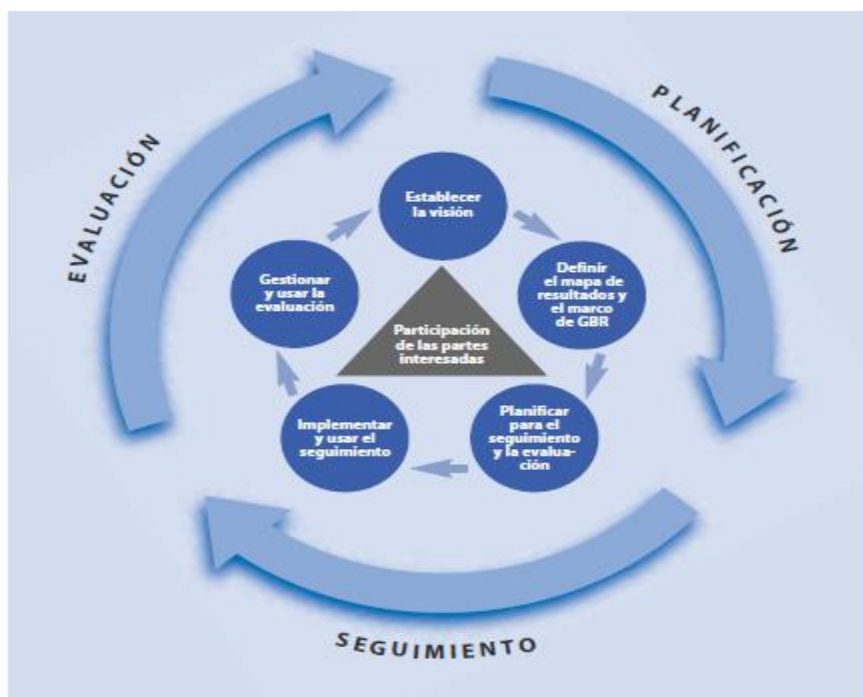 PLANIFICACIÓN
EVALUACIÓN
Establecer
la visión
Gestionar
y usar la
evaluación
Definir
el mapa de
resultados y
el marco
de GBR
Participación
de las partes
interesadas
Implementar
y usar el
seguimiento
Planificar
para el
seguimiento
y la evalua-
ción
SEGUIMIENTO